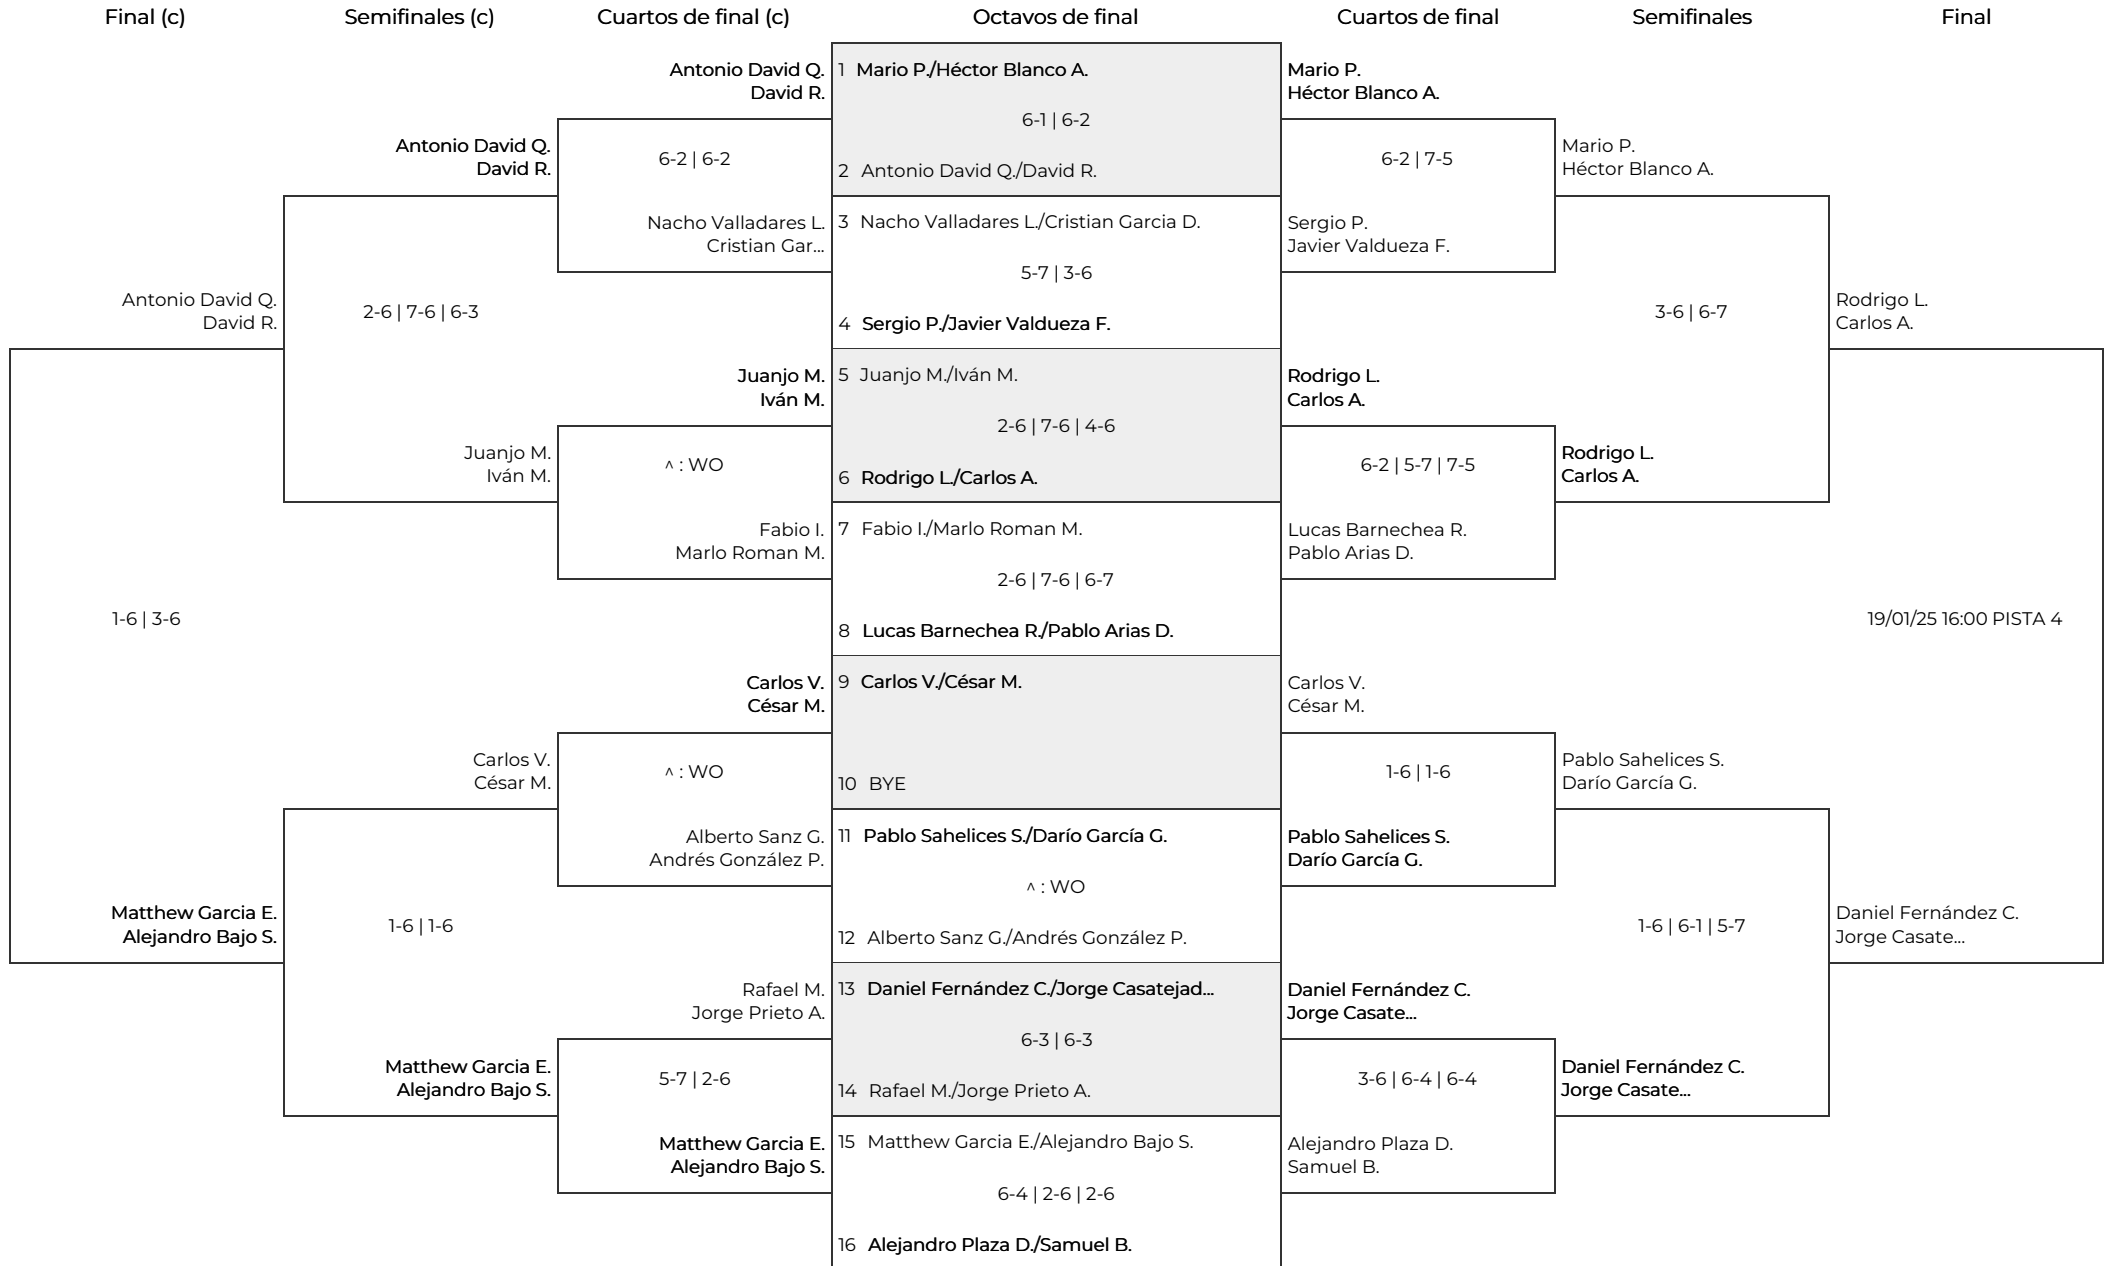 Final (c)
Semifinales (c)
Cuartos de final (c)
Octavos de final
Cuartos de final
Semifinales
Final
Antonio David Q.
David R.
6-2 | 6-2
Nacho Valladares L.
Cristian Gar...
Juanjo M.
Iván M.
^ : WO
Fabio I.
Marlo Roman M.
Carlos V.
César M.
^ : WO
Alberto Sanz G.
Andrés González P.
Rafael M.
Jorge Prieto A.
5-7 | 2-6
Matthew Garcia E.
Alejandro Bajo S.
Antonio David Q.
David R.
2-6 | 7-6 | 6-3
Juanjo M.
Iván M.
Carlos V.
César M.
1-6 | 1-6
Matthew Garcia E.
Alejandro Bajo S.
Antonio David Q.
David R.
1-6 | 3-6
Matthew Garcia E.
Alejandro Bajo S.
1 Mario P./Héctor Blanco A.
6-1 | 6-2
2 Antonio David Q./David R.
3 Nacho Valladares L./Cristian Garcia D.
5-7 | 3-6
4 Sergio P./Javier Valdueza F.
5 Juanjo M./Iván M.
2-6 | 7-6 | 4-6
6 Rodrigo L./Carlos A.
7 Fabio I./Marlo Roman M.
2-6 | 7-6 | 6-7
8 Lucas Barnechea R./Pablo Arias D.
9 Carlos V./César M.
10 BYE
11 Pablo Sahelices S./Darío García G.
^ : WO
12 Alberto Sanz G./Andrés González P.
13 Daniel Fernández C./Jorge Casatejad...
6-3 | 6-3
14 Rafael M./Jorge Prieto A.
15 Matthew Garcia E./Alejandro Bajo S.
6-4 | 2-6 | 2-6
16 Alejandro Plaza D./Samuel B.
Mario P.
Héctor Blanco A.
6-2 | 7-5
Sergio P.
Javier Valdueza F.
Rodrigo L.
Carlos A.
6-2 | 5-7 | 7-5
Lucas Barnechea R.
Pablo Arias D.
Carlos V.
César M.
1-6 | 1-6
Pablo Sahelices S.
Darío García G.
Daniel Fernández C.
Jorge Casate...
3-6 | 6-4 | 6-4
Alejandro Plaza D.
Samuel B.
Mario P.
Héctor Blanco A.
3-6 | 6-7
Rodrigo L.
Carlos A.
Pablo Sahelices S.
Darío García G.
1-6 | 6-1 | 5-7
Daniel Fernández C.
Jorge Casate...
Rodrigo L.
Carlos A.
19/01/25 16:00 PISTA 4
Daniel Fernández C.
Jorge Casate...